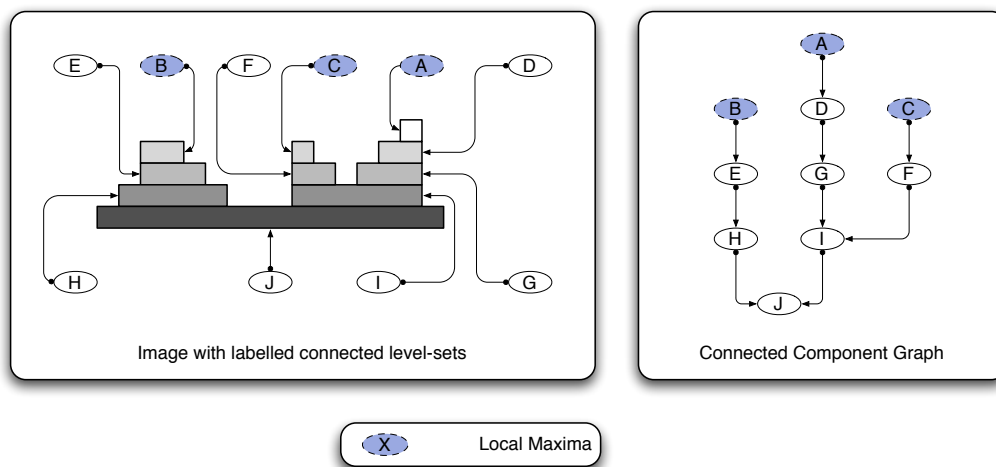 E B F C A D
H J I G
Image with labelled connected level-sets
A
B D C
E G F
H I
J
Connected Component Graph
X Local Maxima